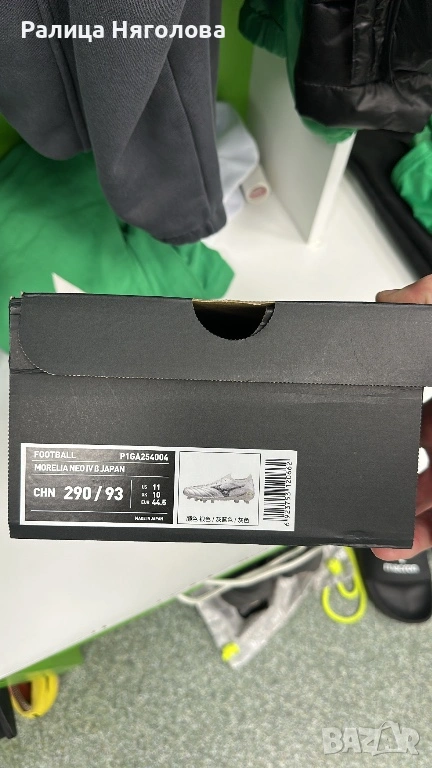 Ралица Няголова
FOOTBALL P1GA254004
MORELIA NEO IV β JAPAN
CHN 290 / 93
US 11
UK 10
EUR 44.5
MADE IN JAPAN
BAZAR